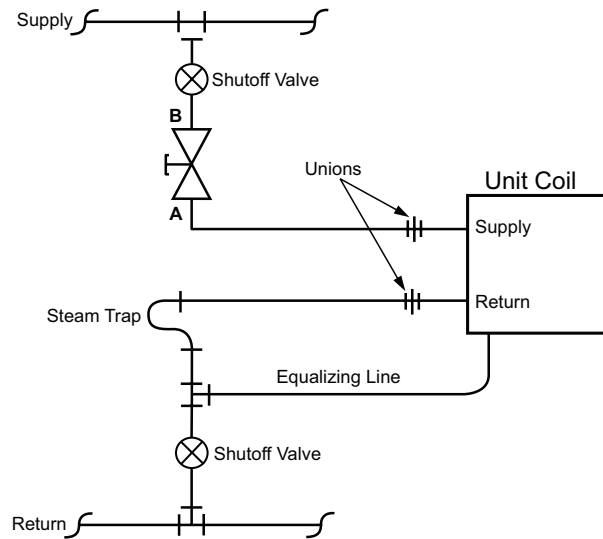 Supply
Shutoff Valve
B
Unions
Unit Coil
A
Supply
Return
Steam Trap
Equalizing Line
Shutoff Valve
Return